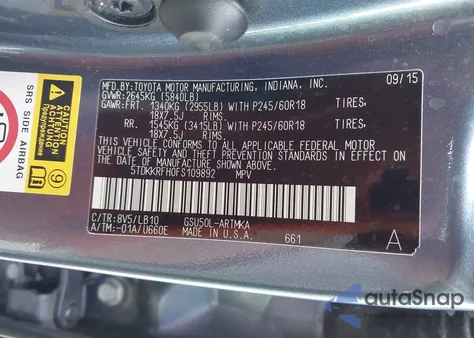 SRS SIDE AIRBAG
Предупреждение
MFD.BY:TOYOTA MOTOR MANUFACTURING, INDIANA, INC. 09/15
GVWR:2645KG (5840LB)
GAWR:FRT. 1340KG (2955LB) WITH P245/60R18 TIRES,
18X7.5J RIMS.
RR. 1545KG (3415LB) WITH P245/60R18 TIRES,
18X7.5J RIMS.
THIS VEHICLE CONFORMS TO ALL APPLICABLE FEDERAL MOTOR
VEHICLE SAFETY AND THEFT PREVENTION STANDARDS IN EFFECT
ON THE DATE OF MANUFACTURE SHOWN ABOVE.
5TDKKRFH0FS109892 MPV
C/TR:8V5/LB10 GSU50L-ARTMKA
A/TM:-01A/U660E MADE IN U.S.A. 661 A
autoSnap